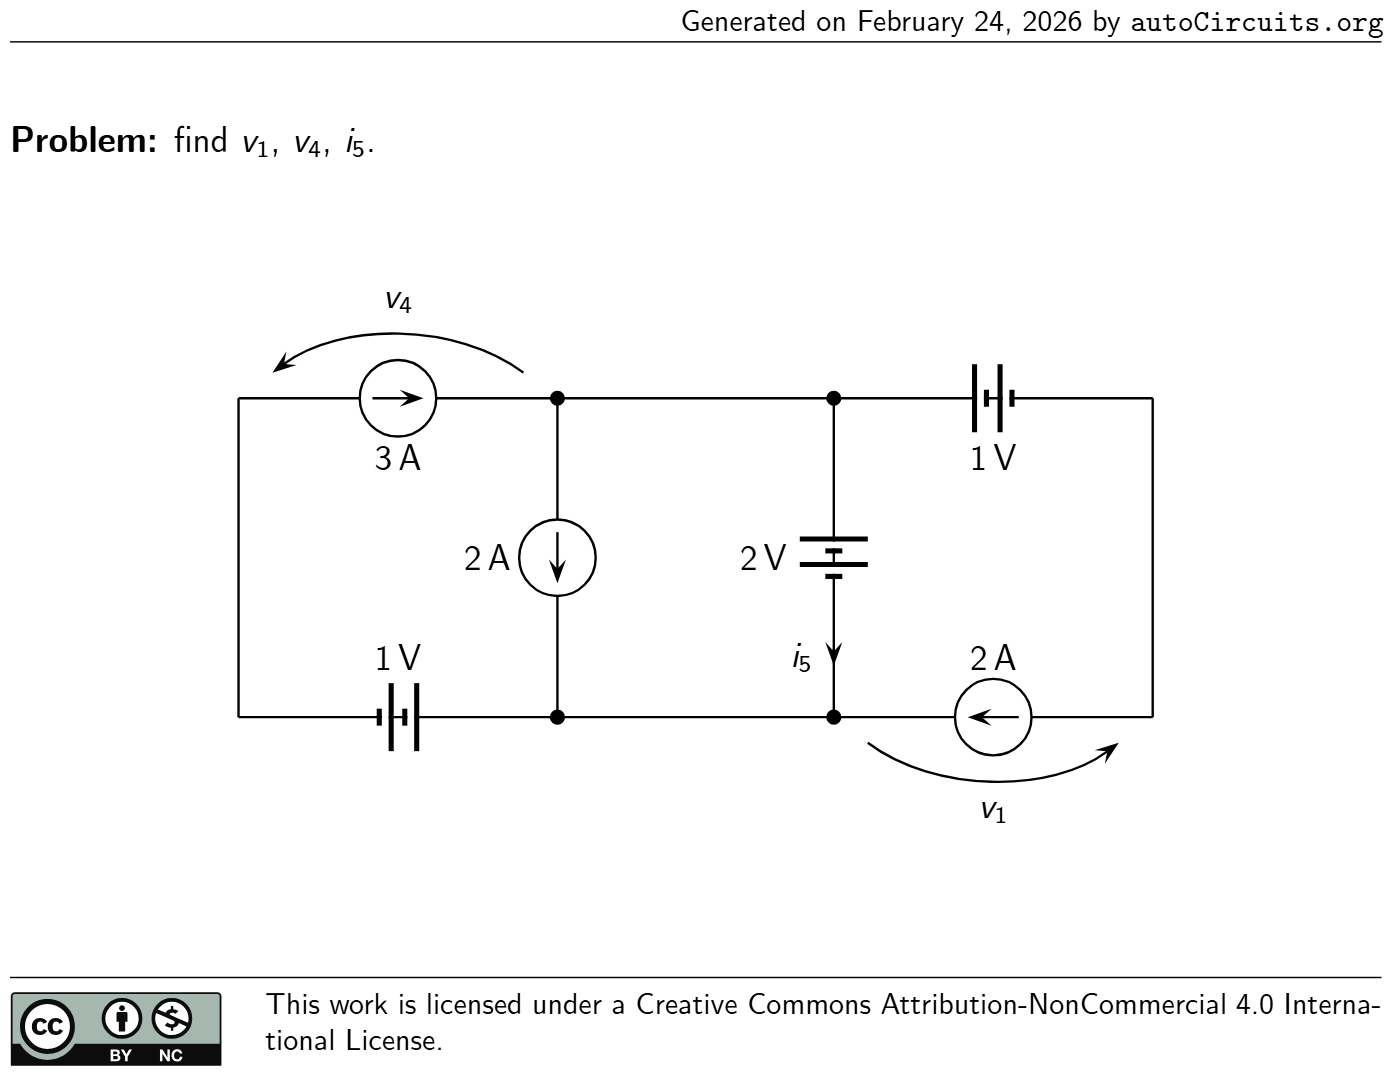 Generated on February 24, 2026 by autoCircuits.org
Problem: find v₁, v₄, i₅.
v₄
3 A
1 V
2 A
2 V
1 V
i₅
2 A
v₁
This work is licensed under a Creative Commons Attribution-NonCommercial 4.0 Interna-
tional License.
cc
BY NC